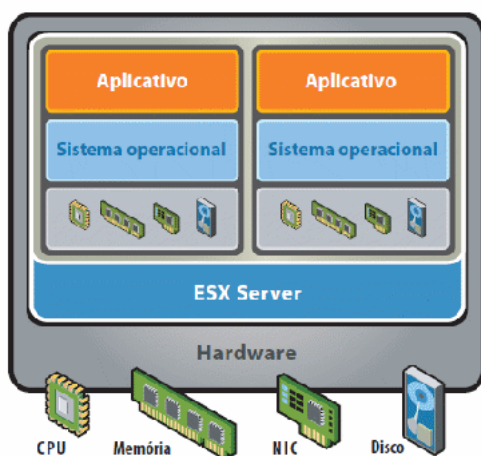 Aplicativo
Aplicativo
Sistema operacional
Sistema operacional
ESX Server
Hardware
CPU
Memória
NIC
Disco